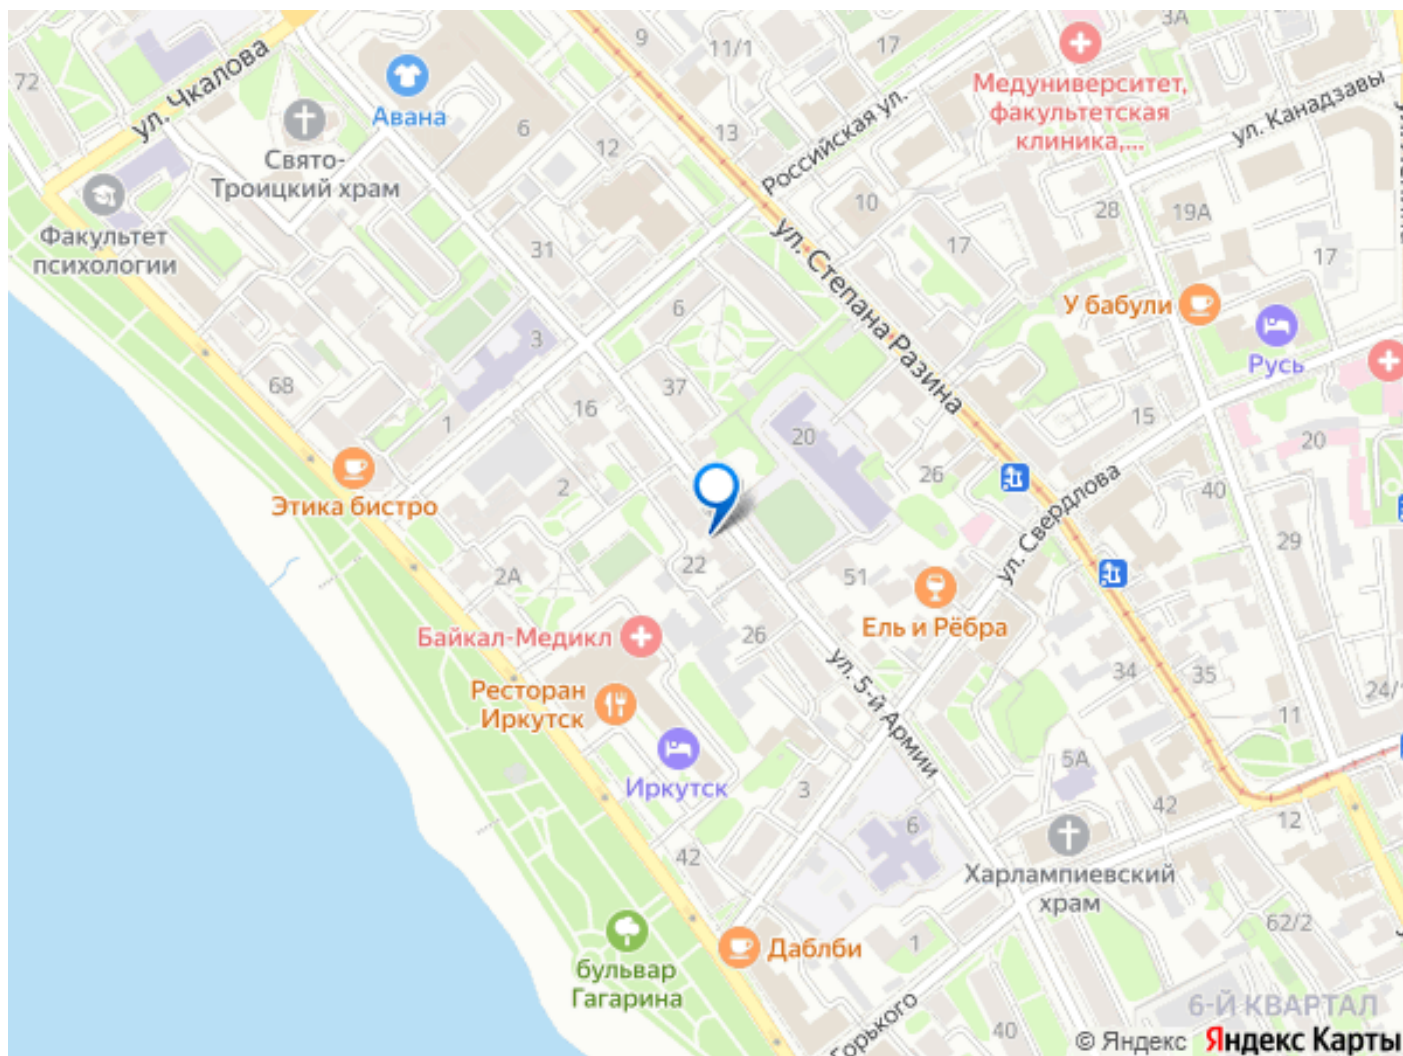 9
11/1
17
3А
72
ул. Чкалова
Авана
6
12
13
Российская ул.
Медуниверситет,
факультетская
клиника,...
ул. Канадзавы
Свято-
Троицкий храм
Факультет
психологии
31
10
17
28
19А
17
ул. Степана Разина
68
3
6
37
У бабули
Русь
16
1
20
26
15
20
40
Этика бистро
2
ул. Свердлова
29
2А
22
51
Ель и Рёбра
Байкал-Медикл
26
ул. 5-й Армии
34
35
24/
Ресторан
Иркутск
11
Иркутск
3
5А
42
12
6
42
Харлампиевский
храм
62/2
бульвар
Гагарина
Даблби
1
Горького
40
6-Й КВАРТАЛ
© Яндекс Яндекс Карты